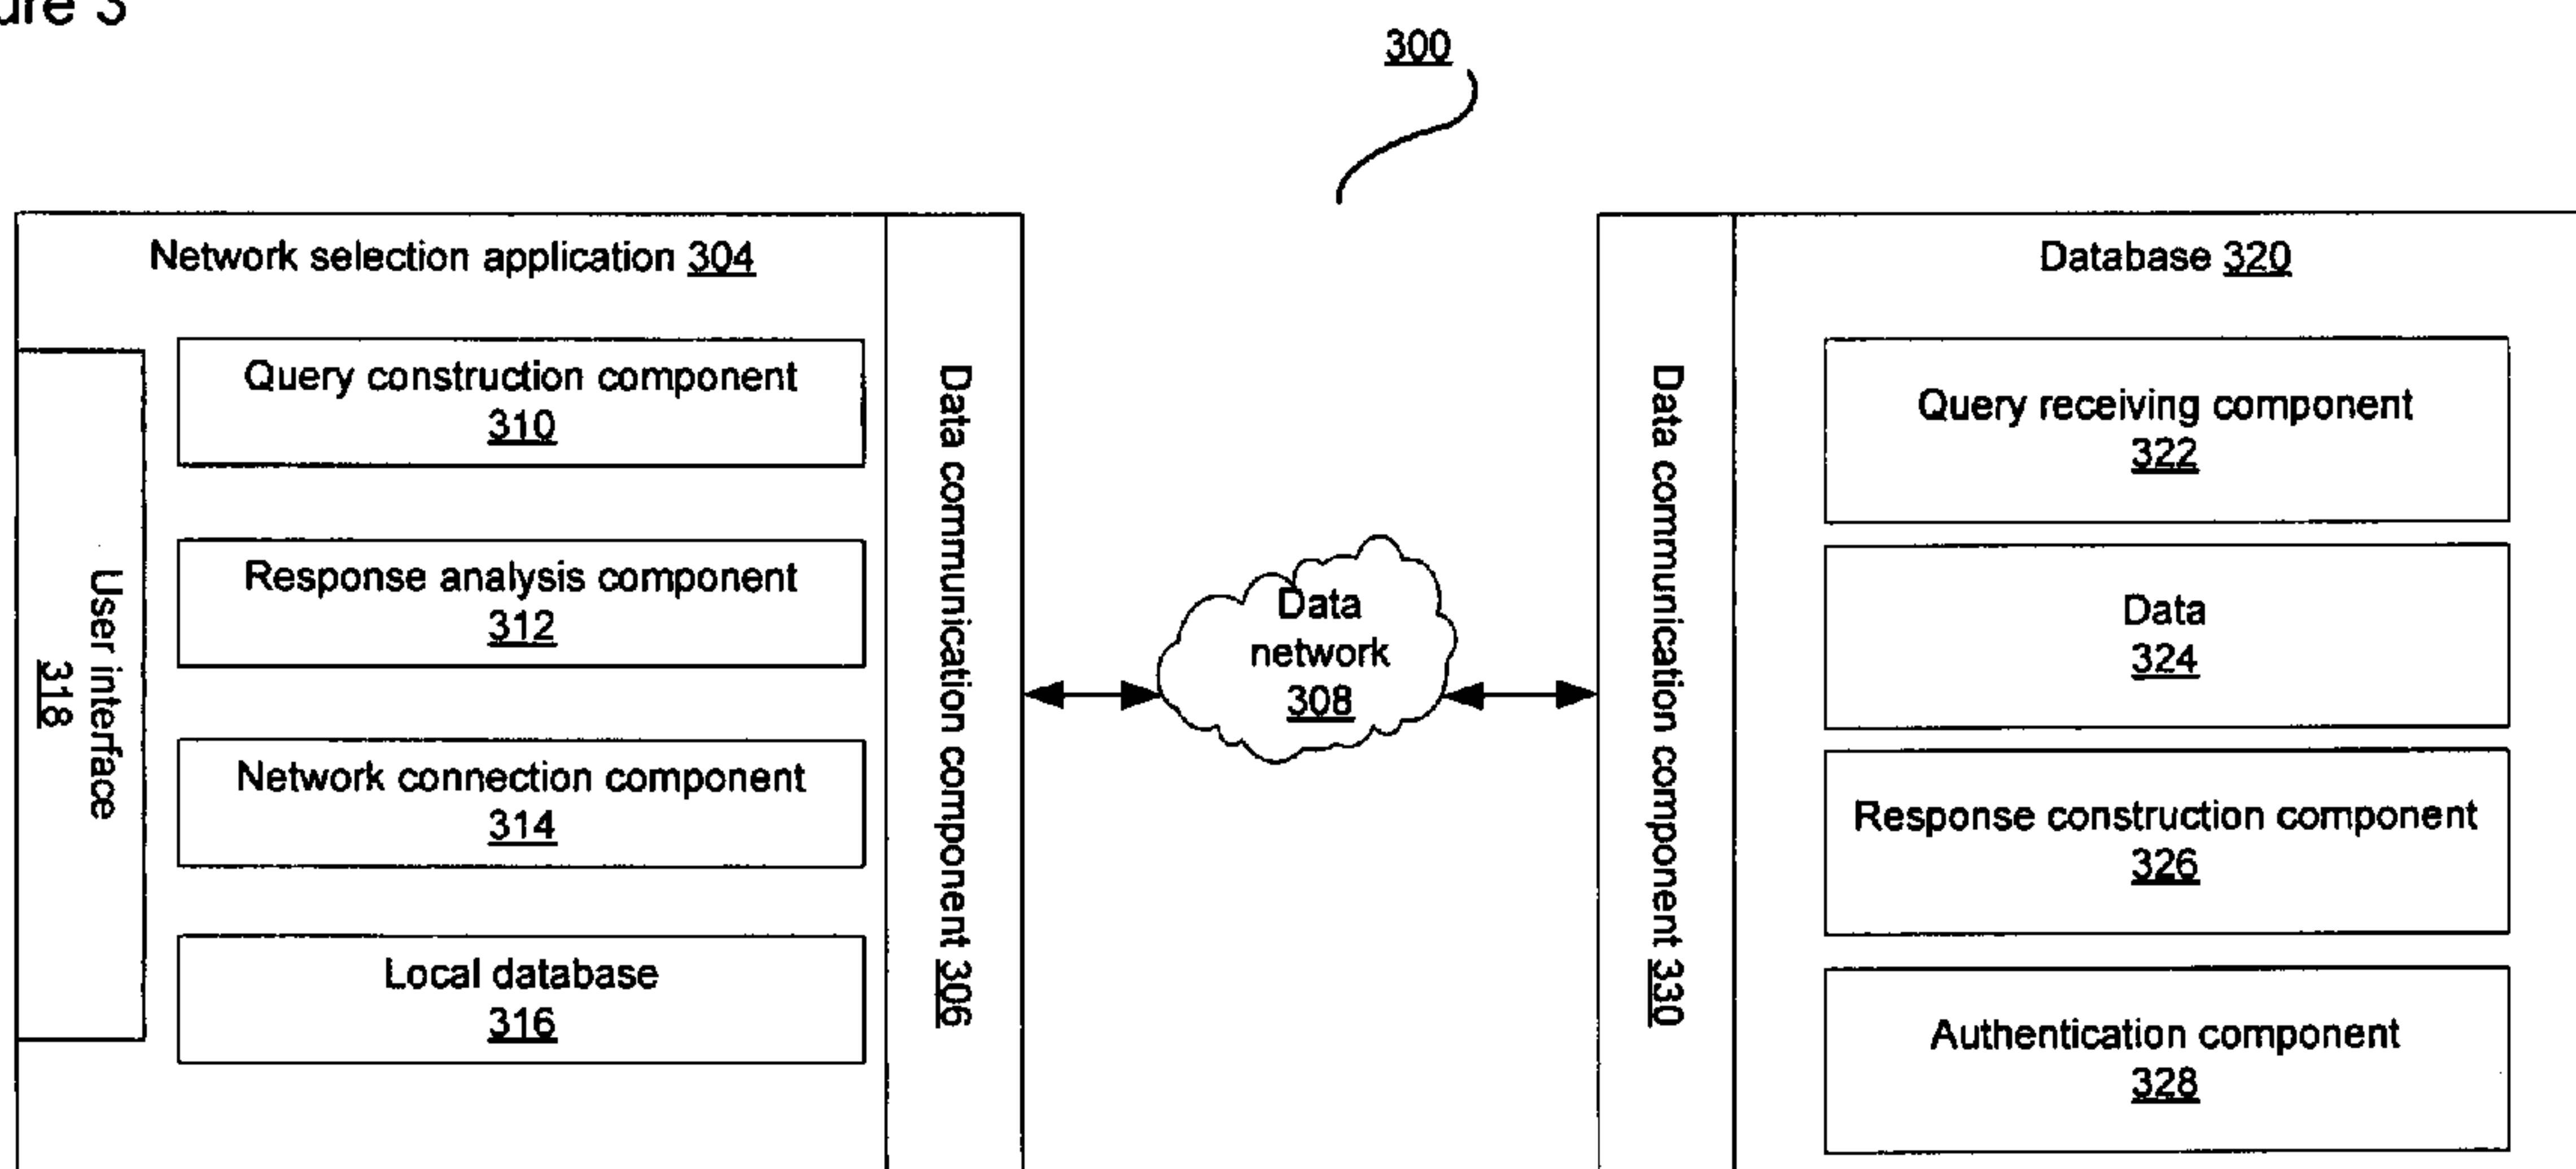 ure 3
300
Network selection application 304
Query construction component
310
Response analysis component
312
Network connection component
314
Local database
316
User interface
318
Data communication component 306
Data
network
308
Data communication component 330
Database 320
Query receiving component
322
Data
324
Response construction component
326
Authentication component
328